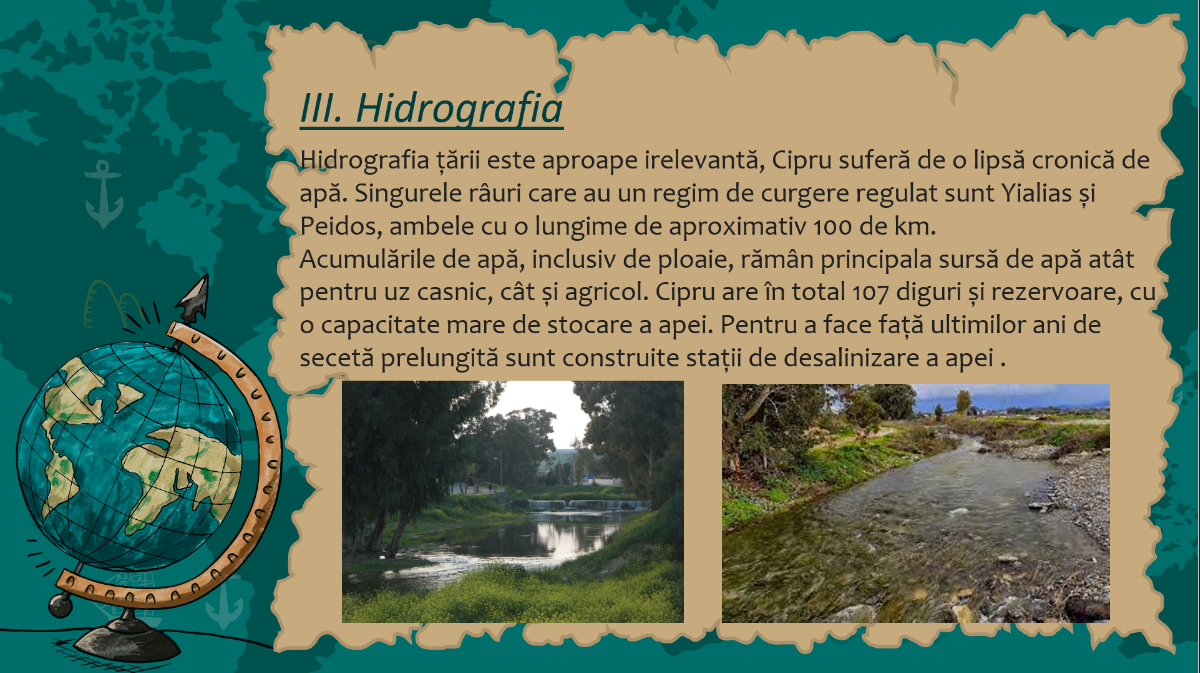 III. Hidrografia
Hidrografia țării este aproape irelevantă, Cipru suferă de o lipsă cronică de
apă. Singurele râuri care au un regim de curgere regulat sunt Yialias și
Peidos, ambele cu o lungime de aproximativ 100 de km.
Acumulările de apă, inclusiv de ploaie, rămân principala sursă de apă atât
pentru uz casnic, cât și agricol. Cipru are în total 107 diguri și rezervoare, cu
o capacitate mare de stocare a apei. Pentru a face față ultimilor ani de
secetă prelungită sunt construite stații de desalinizare a apei .